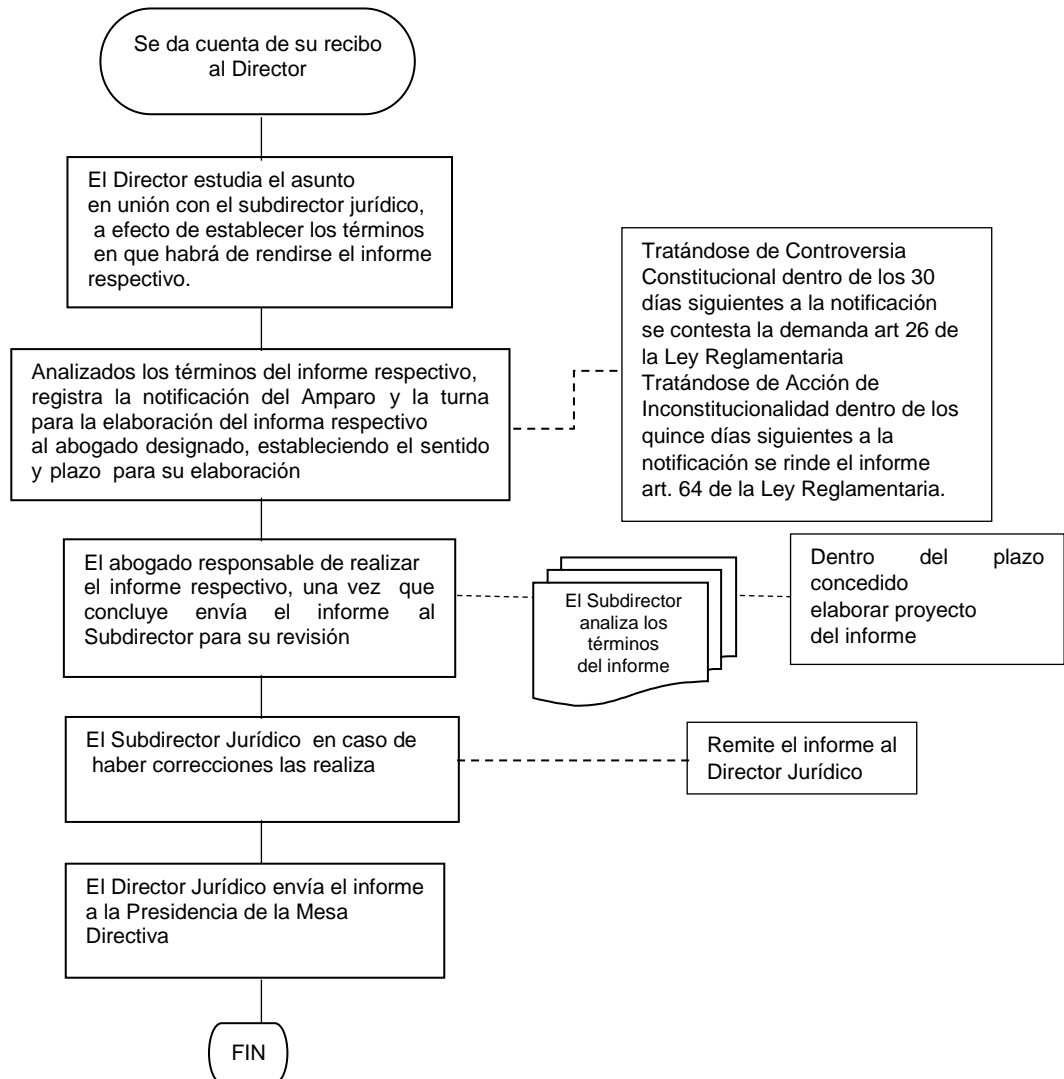 Se da cuenta de su recibo
al Director
El Director estudia el asunto
en unión con el subdirector jurídico,
a efecto de establecer los términos
en que habrá de rendirse el informe
respectivo.
Tratándose de Controversia
Constitucional dentro de los 30
días siguientes a la notificación
se contesta la demanda art 26 de
la Ley Reglamentaria
Tratándose de Acción de
Inconstitucionalidad dentro de los
quince días siguientes a la
notificación se rinde el informe
art. 64 de la Ley Reglamentaria.
Analizados los términos del informe respectivo,
registra la notificación del Amparo y la turna
para la elaboración del informa respectivo
al abogado designado, estableciendo el sentido
y plazo para su elaboración
El abogado responsable de realizar
el informe respectivo, una vez que
concluye envía el informe al
Subdirector para su revisión
El Subdirector
analiza los
términos
del informe
Dentro del plazo
concedido
elaborar proyecto
del informe
El Subdirector Jurídico en caso de
haber correcciones las realiza
Remite el informe al
Director Jurídico
El Director Jurídico envía el informe
a la Presidencia de la Mesa
Directiva
FIN